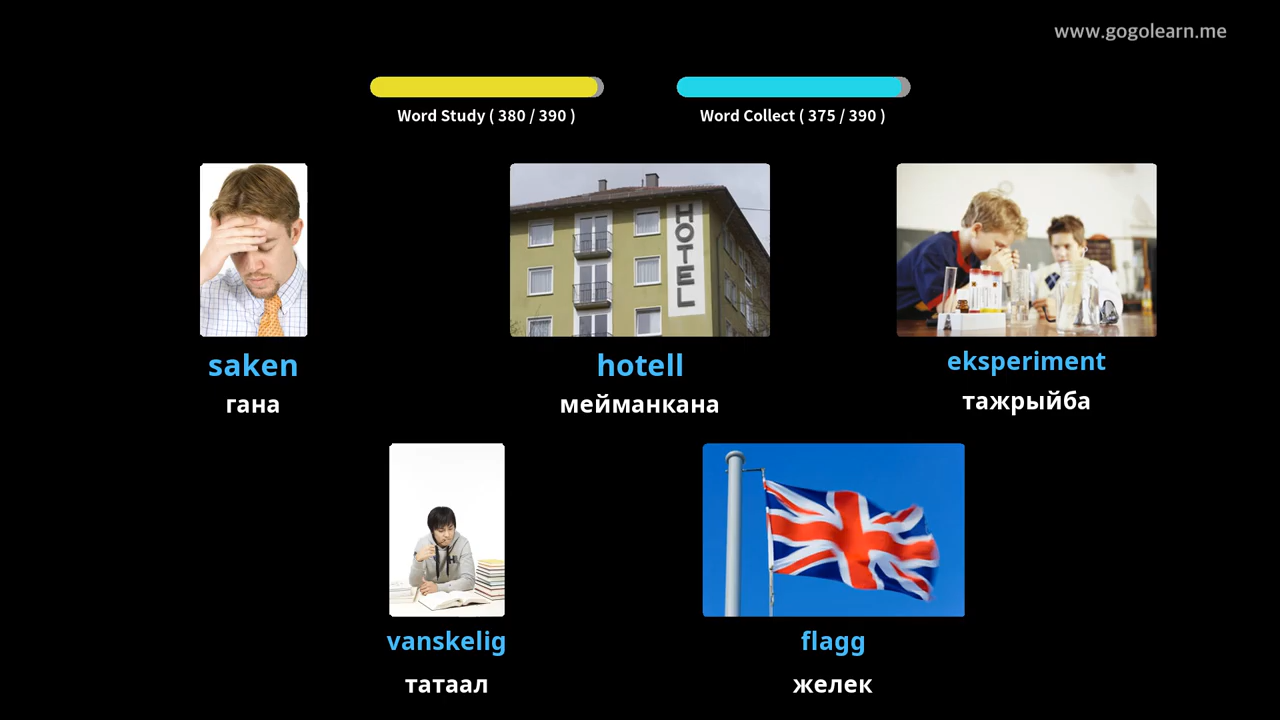 www.gogolearn.me
Word Study ( 380 / 390 )
Word Collect ( 375 / 390 )
HOTEL
saken
гана
hotell
мейманкана
eksperiment
тажрыйба
vanskelig
татаал
flagg
желек